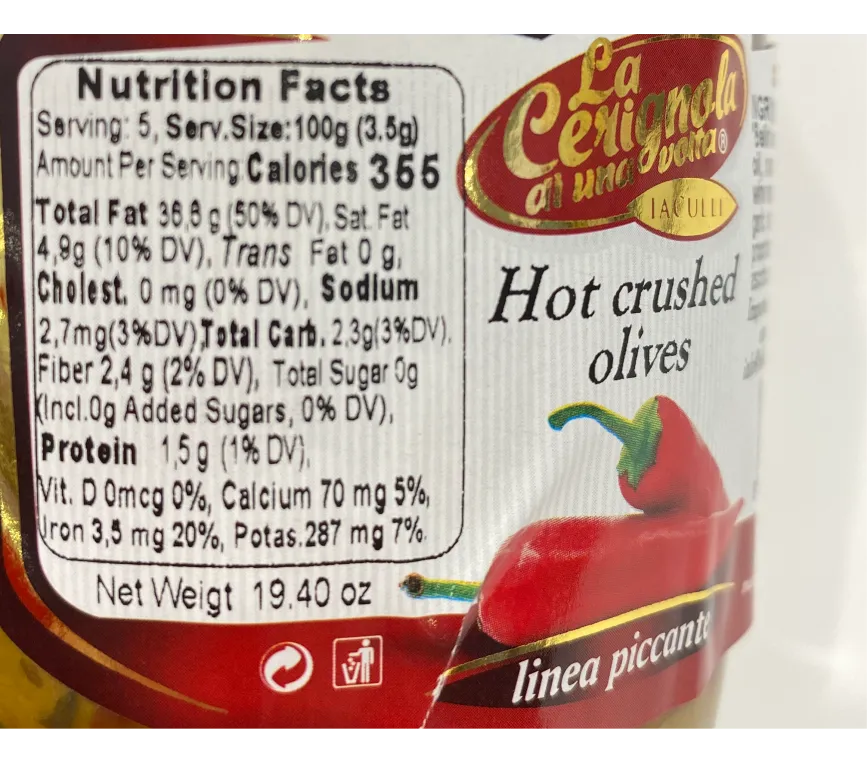 Nutrition Facts
Serving: 5, Serv.Size:100g (3.5g)
Amount Per Serving Calories 355
Total Fat 36,8 g (50% DV), Sat. Fat
4,9g (10% DV), Trans Fat 0 g,
Cholest. 0 mg (0% DV), Sodium
2,7mg(3%DV),Total Carb. 2,3g(3%DV),
Fiber 2,4 g (2% DV), Total Sugar 0g
(Incl.0g Added Sugars, 0% DV),
Protein 1,5 g (1% DV),
Vit. D 0mcg 0%, Calcium 70 mg 5%,
Iron 3,5 mg 20%, Potas.287 mg 7%.
Net Weigt 19.40 oz
La
Cerignola
di una volta®
IACULLI
Hot crushed
olives
linea piccante